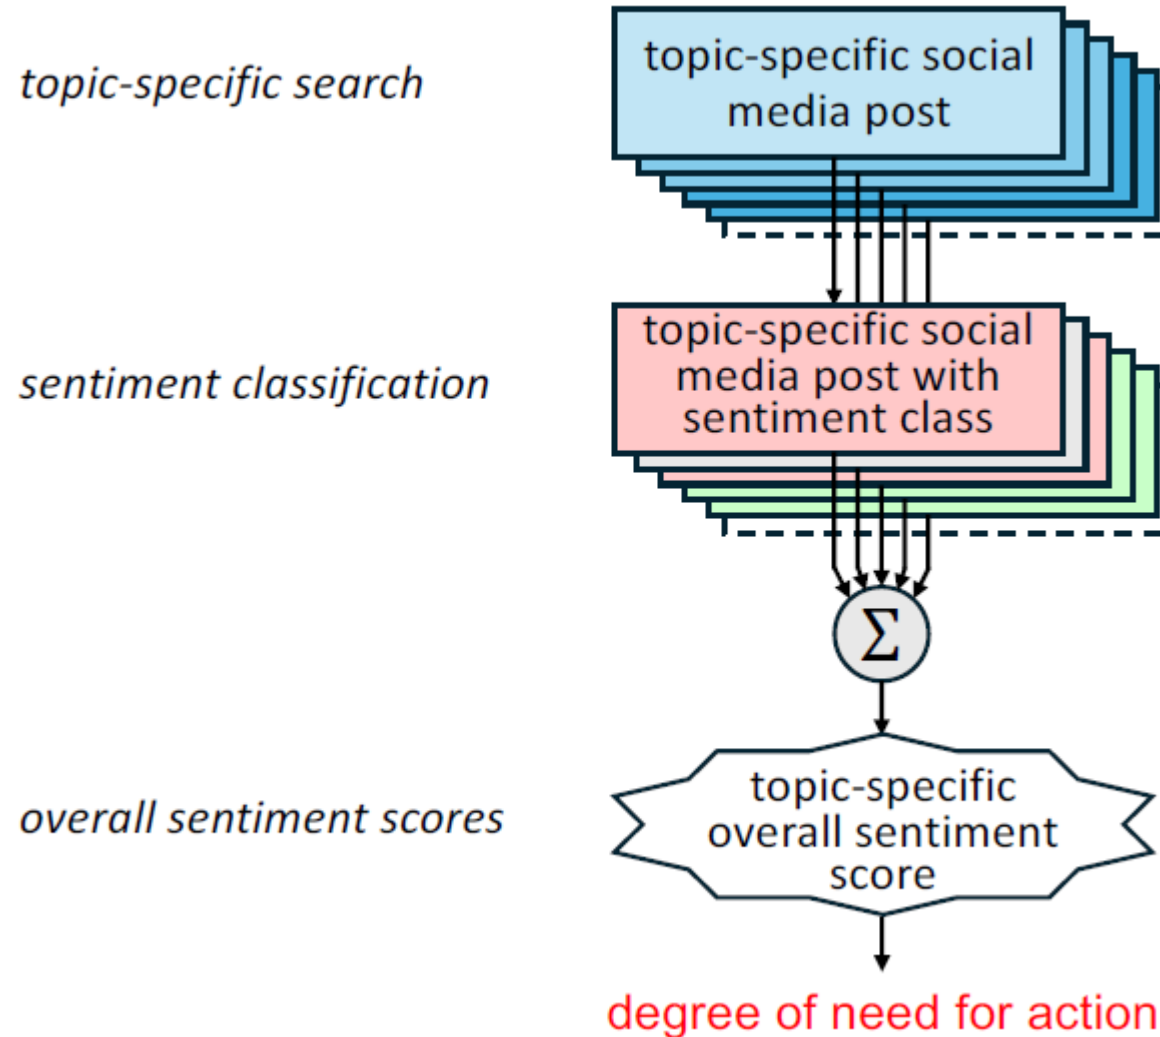 topic-specific search
topic-specific social
media post
sentiment classification
topic-specific social
media post with
sentiment class
Σ
overall sentiment scores
topic-specific
overall sentiment
score
degree of need for action